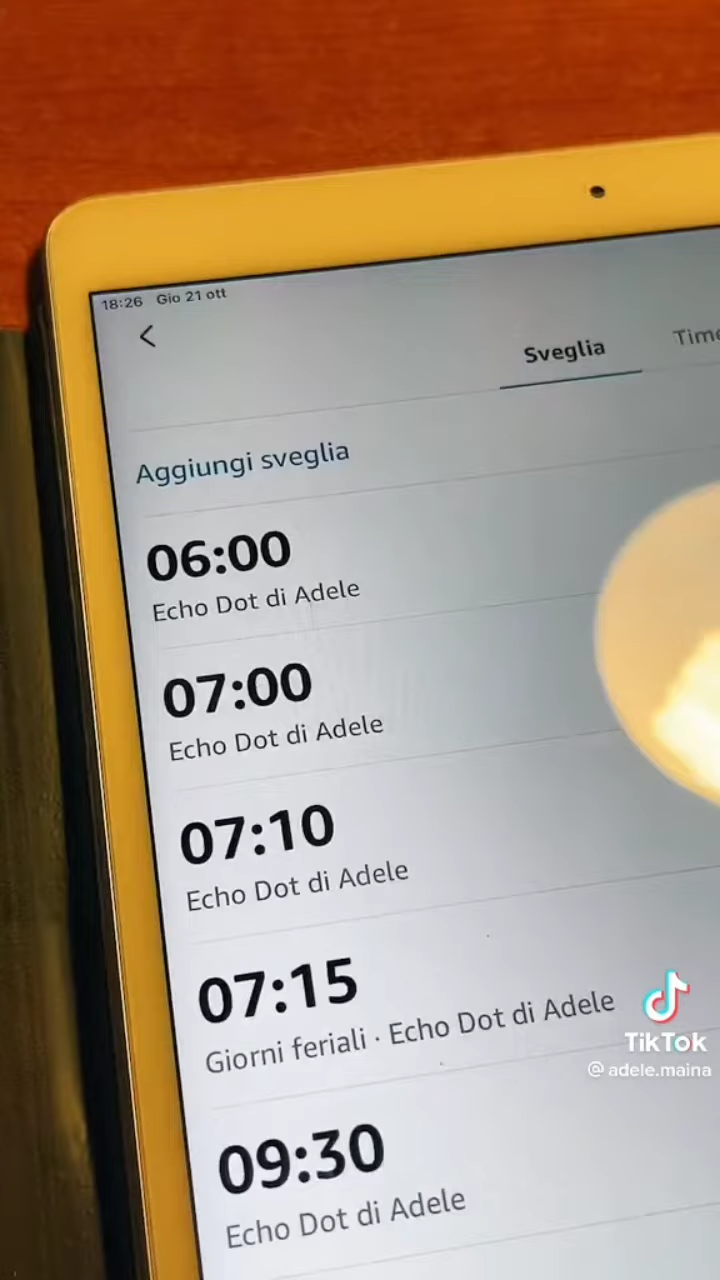 18:26 Gio 21 ott
Sveglia
Aggiungi sveglia
06:00
Echo Dot di Adele
07:00
Echo Dot di Adele
07:10
Echo Dot di Adele
07:15
Giorni feriali · Echo Dot di Adele
09:30
Echo Dot di Adele
TikTok
@adele.maina